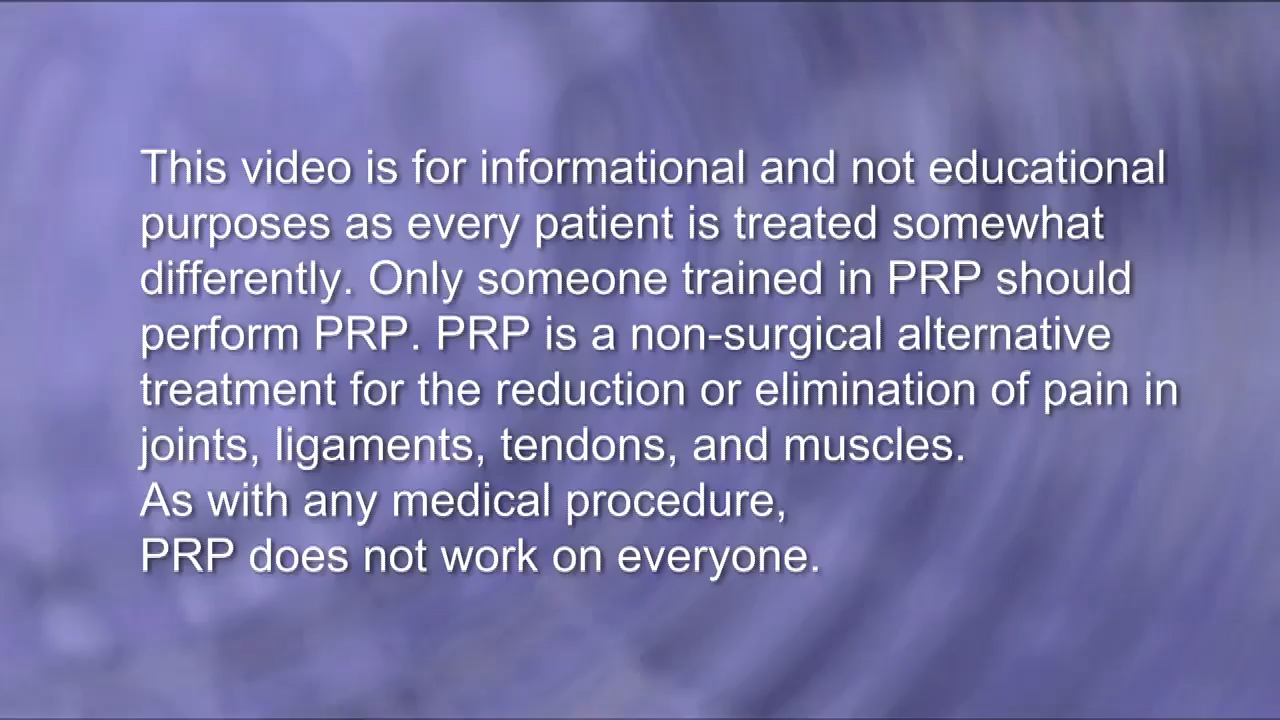 This video is for informational and not educational
purposes as every patient is treated somewhat
differently. Only someone trained in PRP should
perform PRP. PRP is a non-surgical alternative
treatment for the reduction or elimination of pain in
joints, ligaments, tendons, and muscles.
As with any medical procedure,
PRP does not work on everyone.